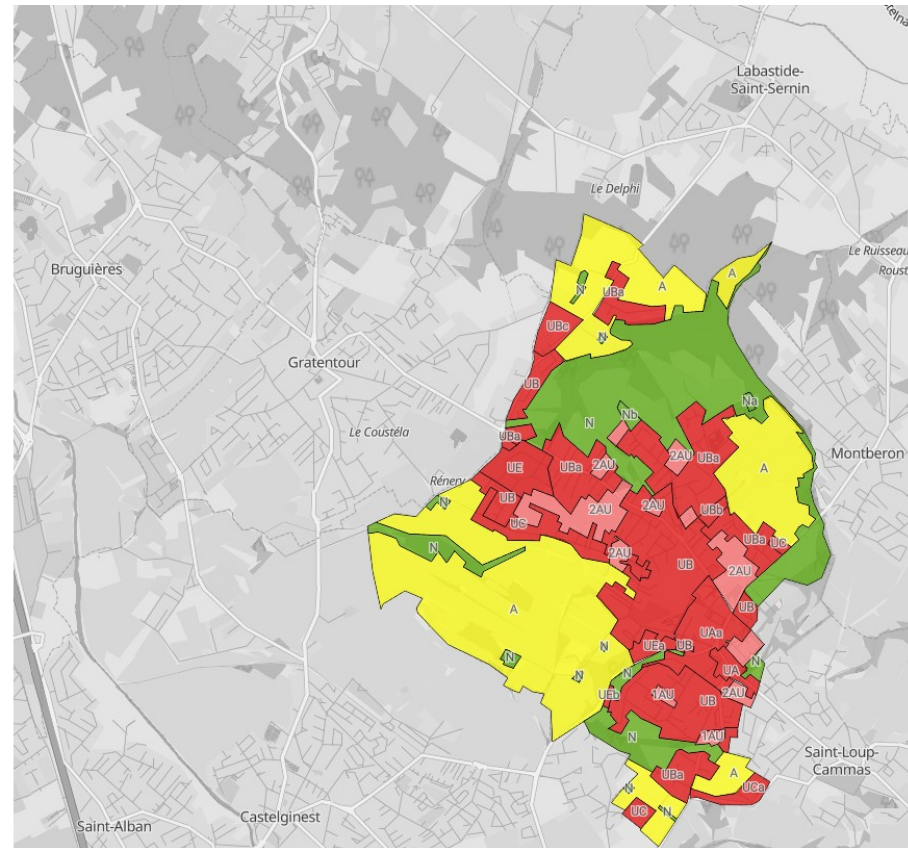 Labastide-
Saint-Sernin
Le Delphi
Le Ruisseau
Roust
Bruguières
A
N
UBa
A
UBc
N
Gratentour
UB
Na
Nb
N
Le Coustéla
UBa
Montberon
2AU
UBa
UE
UBa
2AU
A
Rénery
N
UB
2AU
2AU
UBb
UC
UBa
UC
N
2AU
UB
2AU
A
UB
UAa
N
UEa
UB
N
N
N
UA
N
UEb
1AU
UB
2AU
N
1AU
Saint-Loup-
Cammas
UBa
A
N
UCa
UC
N
Saint-Alban
Castelginest